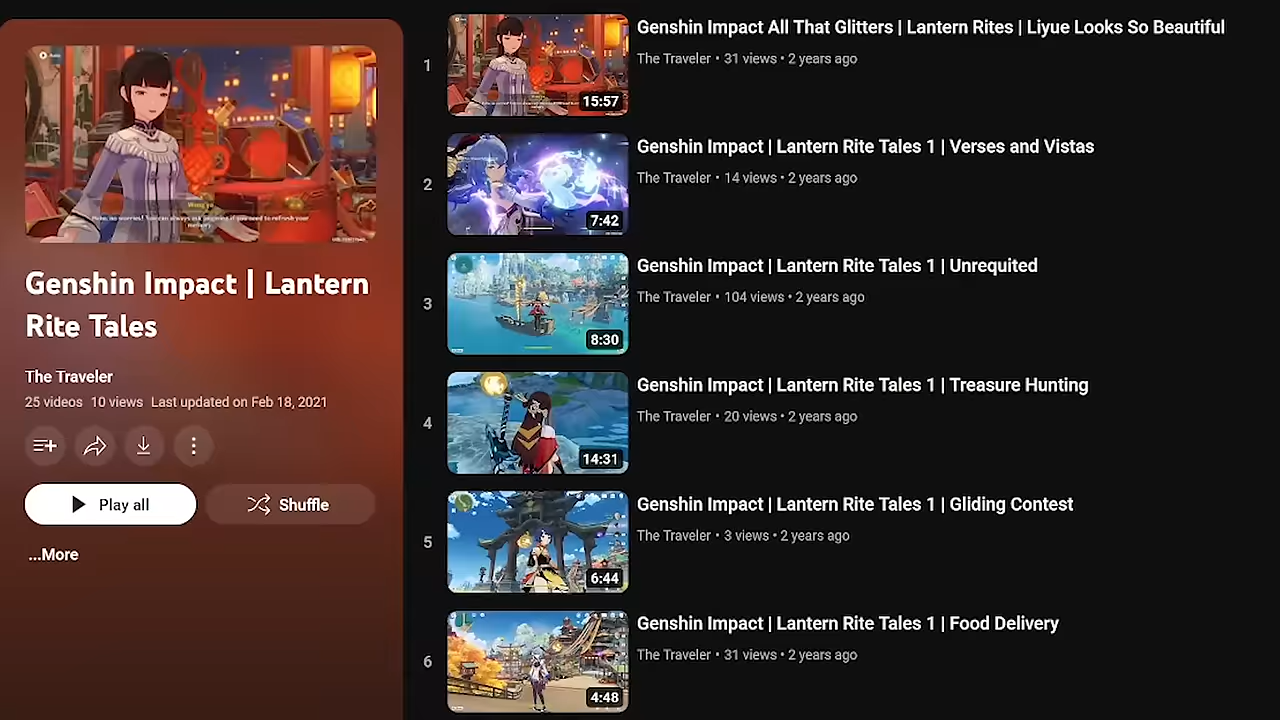 Genshin Impact | Lantern
Rite Tales
The Traveler
25 videos 10 views Last updated on Feb 18, 2021
Play all
Shuffle
...More
1
15:57
Genshin Impact All That Glitters | Lantern Rites | Liyue Looks So Beautiful
The Traveler • 31 views • 2 years ago
2
7:42
Genshin Impact | Lantern Rite Tales 1 | Verses and Vistas
The Traveler • 14 views • 2 years ago
3
8:30
Genshin Impact | Lantern Rite Tales 1 | Unrequited
The Traveler • 104 views • 2 years ago
4
14:31
Genshin Impact | Lantern Rite Tales 1 | Treasure Hunting
The Traveler • 20 views • 2 years ago
5
6:44
Genshin Impact | Lantern Rite Tales 1 | Gliding Contest
The Traveler • 3 views • 2 years ago
6
4:48
Genshin Impact | Lantern Rite Tales 1 | Food Delivery
The Traveler • 31 views • 2 years ago